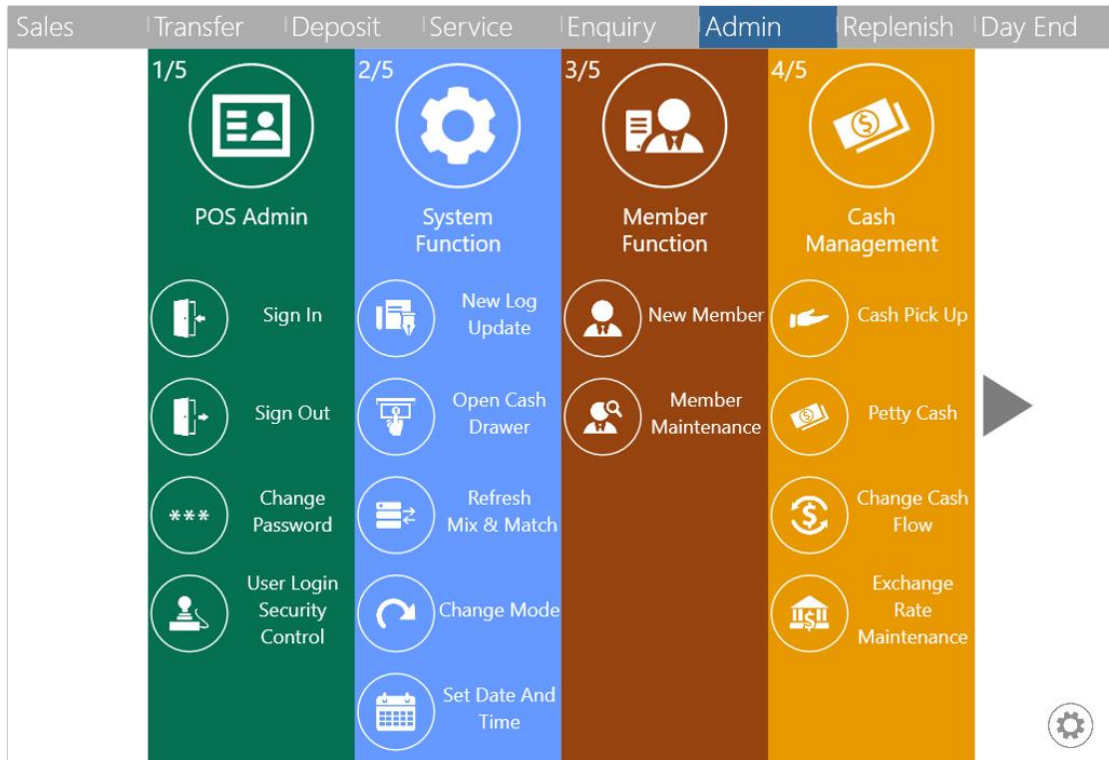 Sales
Transfer
Deposit
Service
Enquiry
Admin
Replenish
Day End
1/5
POS Admin
Sign In
Sign Out
***
Change
Password
User Login
Security
Control
2/5
System
Function
New Log
Update
Open Cash
Drawer
Refresh
Mix & Match
Change Mode
Set Date And
Time
3/5
Member
Function
New Member
Member
Maintenance
4/5
Cash
Management
Cash Pick Up
Petty Cash
Change Cash
Flow
Exchange
Rate
Maintenance